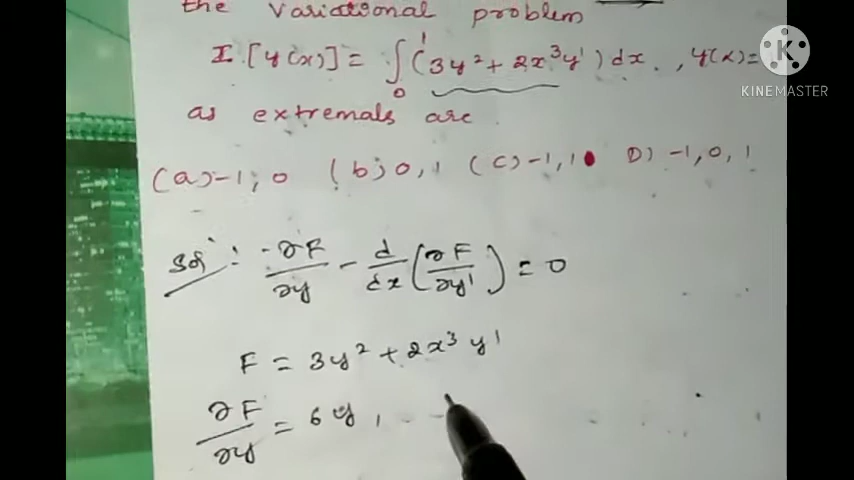 the variational problem
I [y(x)] = ∫₀¹ (3y² + 2x³y') dx . , y(α) =
KINEMASTER
as extremals are
(a) -1, 0 (b) 0, 1 (c) -1, 1 D) -1, 0, 1
Sol : ∂F/∂y - d/dx (∂F/∂y') = 0
F = 3y² + 2x³ y'
∂F/∂y = 6y ,